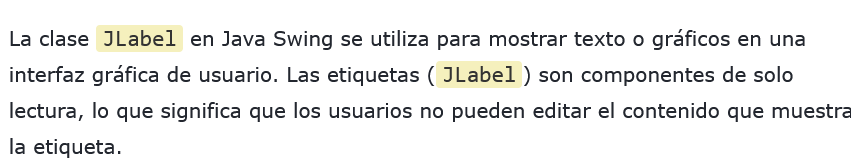 La clase JLabel en Java Swing se utiliza para mostrar texto o gráficos en una
interfaz gráfica de usuario. Las etiquetas (JLabel) son componentes de solo
lectura, lo que significa que los usuarios no pueden editar el contenido que muestra
la etiqueta.